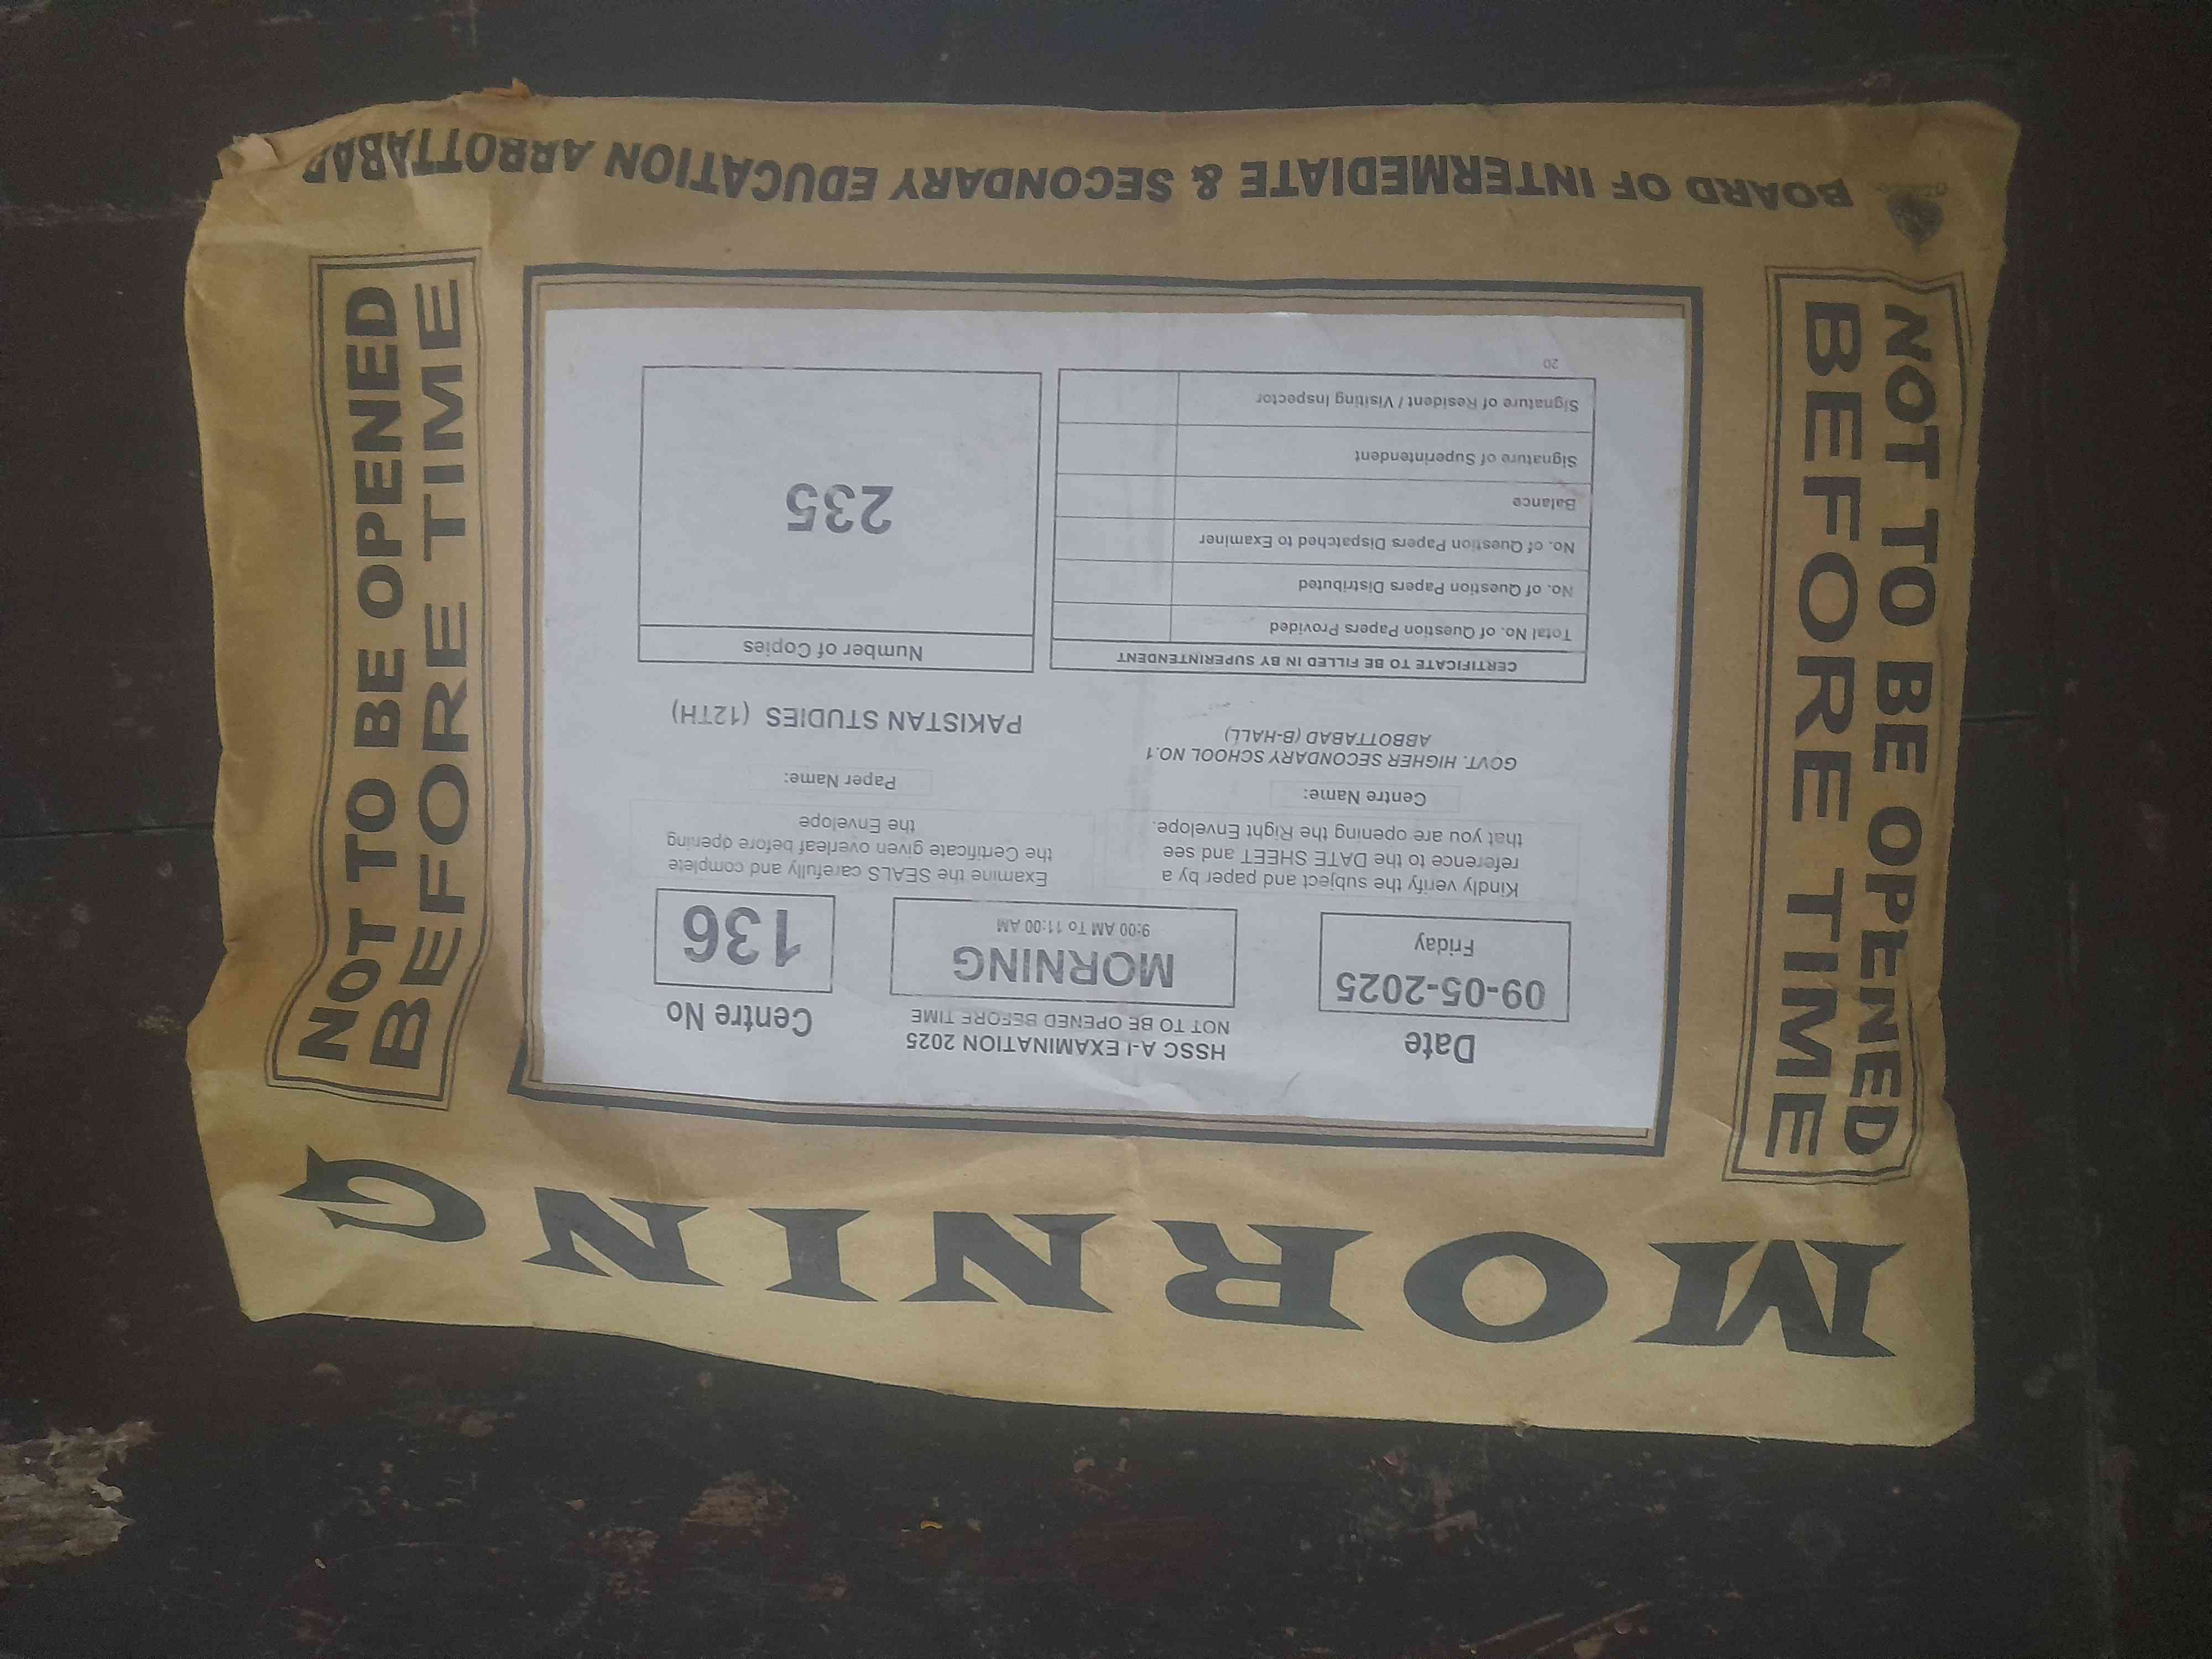 MORNING
NOT TO BE OPENED
BEFORE TIME
Date
09-05-2025
Friday
HSSC A-I EXAMINATION 2025
NOT TO BE OPENED BEFORE TIME
MORNING
9:00 AM To 11:00 AM
Centre No
136
Kindly verify the subject and paper by a
reference to the DATE SHEET and see
that you are opening the Right Envelope.
Examine the SEALS carefully and complete
the Certificate given overleaf before opening
the Envelope
Centre Name:
GOVT. HIGHER SECONDARY SCHOOL NO.1
ABBOTTABAD (B-HALL)
Paper Name:
PAKISTAN STUDIES (12TH)
CERTIFICATE TO BE FILLED IN BY SUPERINTENDENT
Total No. of Question Papers Provided
No. of Question Papers Distributed
No. of Question Papers Dispatched to Examiner
Balance
Signature of Superintendent
Signature of Resident / Visiting Inspector
20
Number of Copies
235
NOT TO BE OPENED
BEFORE TIME
BOARD OF INTERMEDIATE & SECONDARY EDUCATION ABBOTTABAD